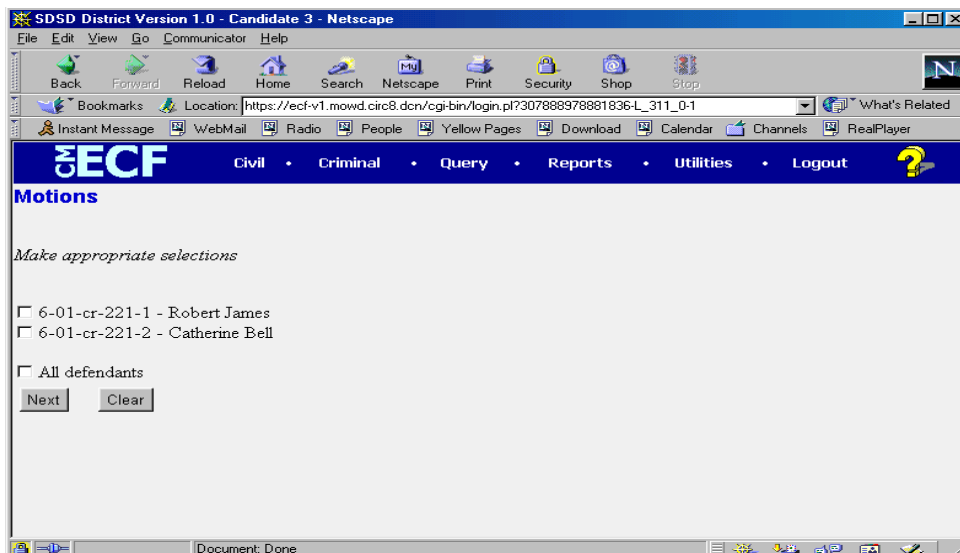 SDSD District Version 1.0 - Candidate 3 - Netscape
File Edit View Go Communicator Help
My N
Back Forward Reload Home Search Netscape Print Security Shop Stop
Bookmarks Location: https://ecf-v1.mowd.circ8.dcn/cgi-bin/login.pl?307888978881836-L_311_0-1 What's Related
Instant Message WebMail Radio People Yellow Pages Download Calendar Channels RealPlayer
CM ECF Civil • Criminal • Query • Reports • Utilities • Logout ?
Motions
Make appropriate selections
6-01-cr-221-1 - Robert James
6-01-cr-221-2 - Catherine Bell
All defendants
Next Clear
Document: Done